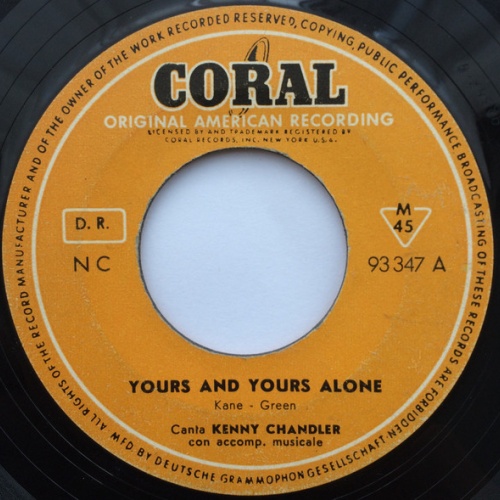 ALL RIGHTS OF THE RECORD MANUFACTURER AND OF THE OWNER OF THE WORK RECORDED RESERVED, COPYING PUBLIC PERFORMANCE BROADCASTING OF THESE RECORDS ARE FORBIDDEN
CORAL
ORIGINAL AMERICAN RECORDING
LICENSED BY AND TRADEMARK REGISTERED BY
CORAL RECORDS, INC. NEW YORK U.S.A.
D. R.
M
45
NC
93 347 A
YOURS AND YOURS ALONE
Kane - Green
Canta KENNY CHANDLER
con accomp. musicale
MFD BY DEUTSCHE GRAMMOPHON GESELLSCHAFT